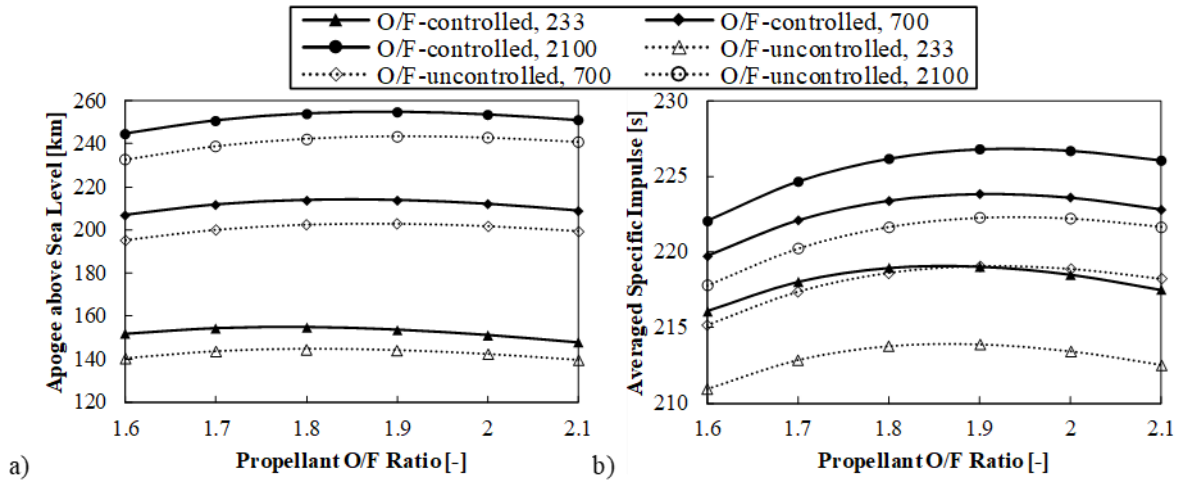 O/F-controlled, 233 O/F-controlled, 700
O/F-controlled, 2100 O/F-uncontrolled, 233
O/F-uncontrolled, 700 O/F-uncontrolled, 2100
Apogee above Sea Level [km]
260
240
220
200
180
160
140
120
1.6 1.7 1.8 1.9 2 2.1
Propellant O/F Ratio [-]
a)
Averaged Specific Impulse [s]
230
225
220
215
210
1.6 1.7 1.8 1.9 2 2.1
Propellant O/F Ratio [-]
b)